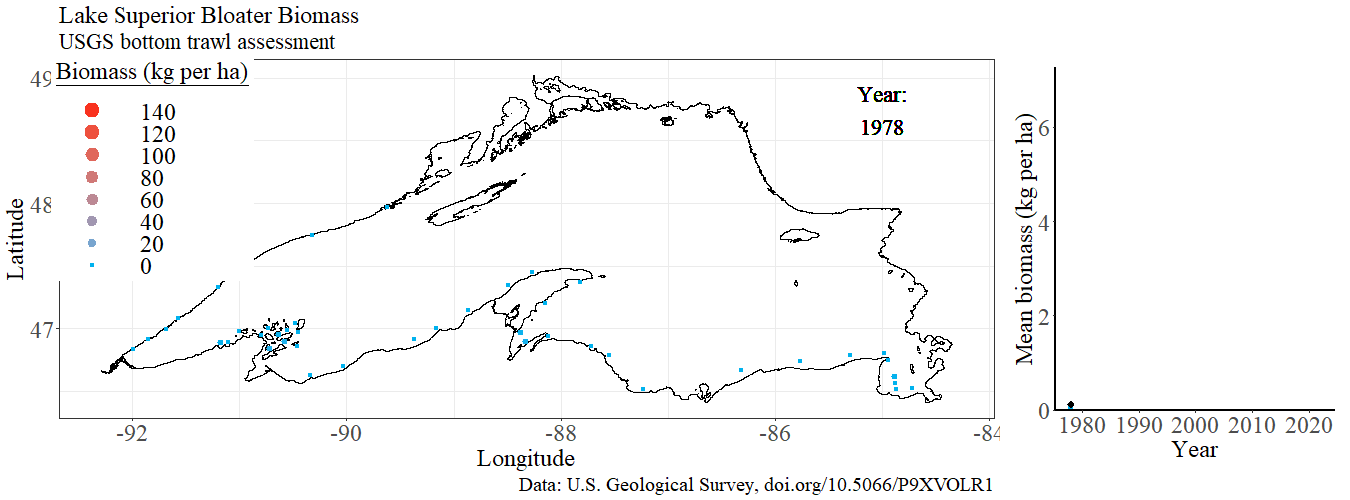 Lake Superior Bloater Biomass
USGS bottom trawl assessment
Biomass (kg per ha)
140
120
100
80
60
40
20
0
Year:
1978
49
48
47
Latitude
-92
-90
-88
-86
-84
Longitude
Data: U.S. Geological Survey, doi.org/10.5066/P9XVOLR1
Mean biomass (kg per ha)
6
4
2
0
1980
1990
2000
2010
2020
Year